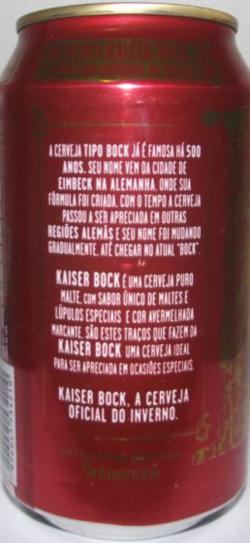 A CERVEJA TIPO BOCK JÁ É FAMOSA HÁ 500
ANOS. SEU NOME VEM DA CIDADE DE
EIMBECK NA ALEMANHA, ONDE SUA
FÓRMULA FOI CRIADA. COM O TEMPO A CERVEJA
PASSOU A SER APRECIADA EM OUTRAS
REGIÕES ALEMÃS E SEU NOME FOI MUDANDO
GRADUALMENTE, ATÉ CHEGAR NO ATUAL "BOCK".
KAISER BOCK É UMA CERVEJA PURO
MALTE, COM SABOR ÚNICO DE MALTES E
LÚPULOS ESPECIAIS E COR AVERMELHADA
MARCANTE. SÃO ESTES TRAÇOS QUE FAZEM DA
KAISER BOCK UMA CERVEJA IDEAL
PARA SER APRECIADA EM OCASIÕES ESPECIAIS.
KAISER BOCK. A CERVEJA
OFICIAL DO INVERNO.
HEINEKEN